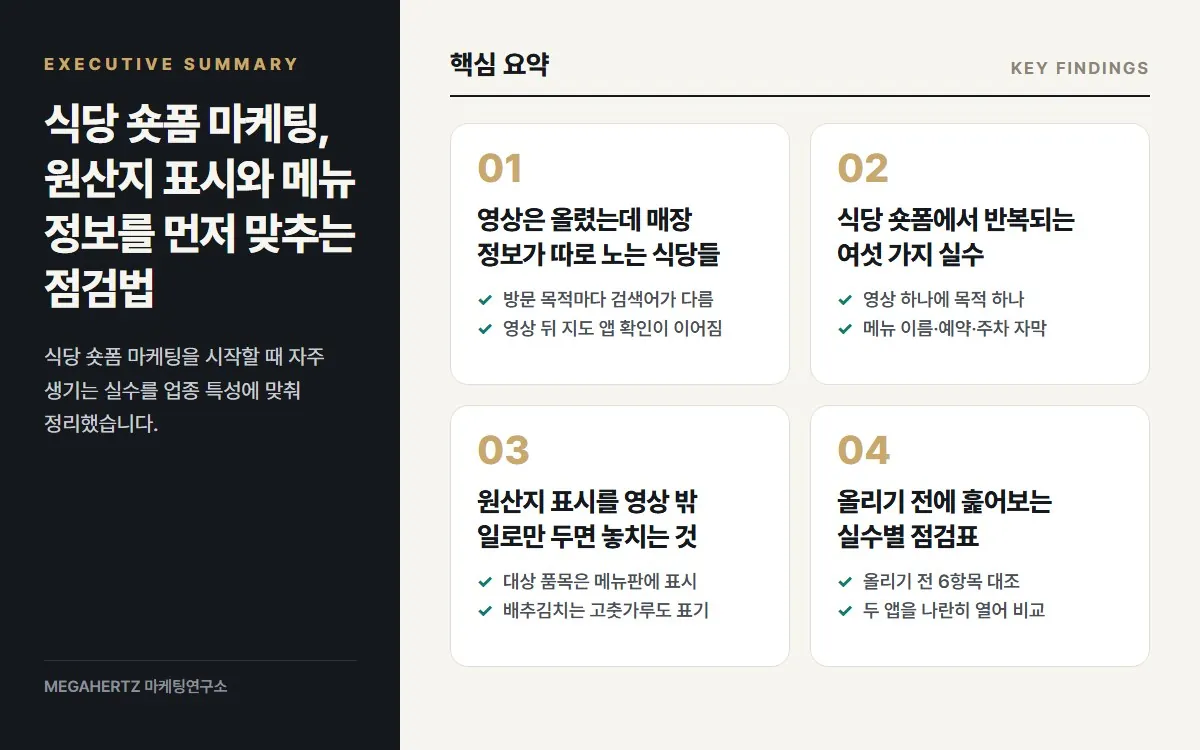 EXECUTIVE SUMMARY
식당 숏폼 마케팅,
원산지 표시와 메뉴
정보를 먼저 맞추는
점검법
식당 숏폼 마케팅을 시작할 때 자주
생기는 실수를 업종 특성에 맞춰
정리했습니다.
MEGAHERTZ 마케팅연구소
핵심 요약
KEY FINDINGS
01
영상은 올렸는데 매장
정보가 따로 노는 식당들
방문 목적마다 검색어가 다름
영상 뒤 지도 앱 확인이 이어짐
02
식당 숏폼에서 반복되는
여섯 가지 실수
영상 하나에 목적 하나
메뉴 이름·예약·주차 자막
03
원산지 표시를 영상 밖
일로만 두면 놓치는 것
대상 품목은 메뉴판에 표시
배추김치는 고춧가루도 표기
04
올리기 전에 훑어보는
실수별 점검표
올리기 전 6항목 대조
두 앱을 나란히 열어 비교